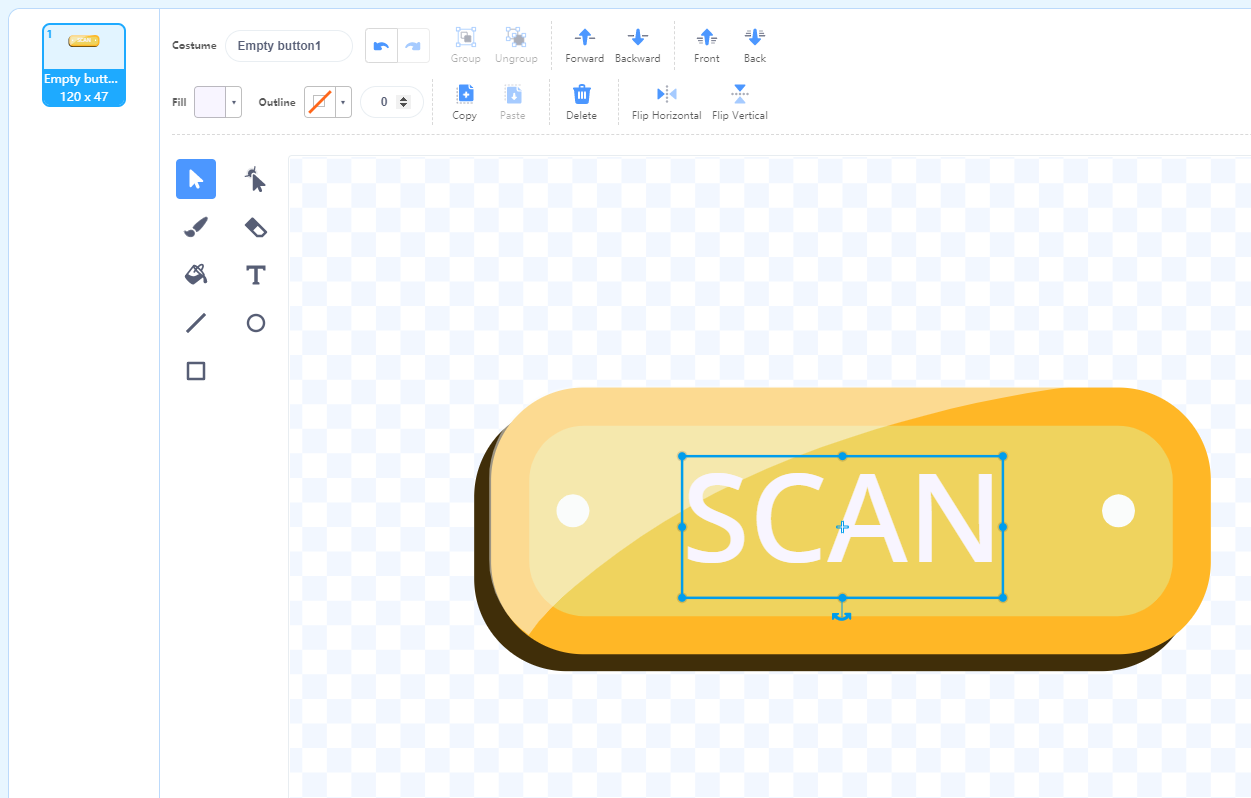 1
Empty butt...
120 x 47
Costume
Empty button1
Group
Ungroup
Forward
Backward
Front
Back
Fill
Outline
0
Copy
Paste
Delete
Flip Horizontal
Flip Vertical
SCAN